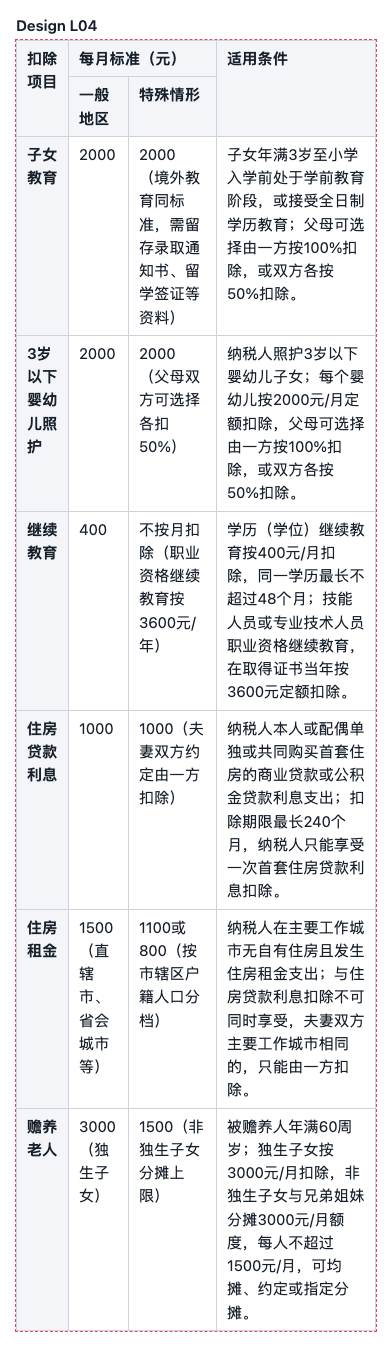 Design L04
扣除
项目
每月标准（元）
适用条件
一般
地区
特殊情形
子女
教育
2000
2000
（境外教
育同标
准，需留
存录取通
知书、留
学签证等
资料）
子女年满3岁至小学
入学前处于学前教育
阶段，或接受全日制
学历教育；父母可选
择由一方按100%扣
除，或双方各按
50%扣除。
3岁
以下
婴幼
儿照
护
2000
2000
（父母双
方可选择
各扣
50%）
纳税人照护3岁以下
婴幼儿子女；每个婴
幼儿按2000元/月定
额扣除，父母可选择
由一方按100%扣
除，或双方各按
50%扣除。
继续
教育
400
不按月扣
除（职业
资格继续
教育按
3600元/
年）
学历（学位）继续教
育按400元/月扣
除，同一学历最长不
超过48个月；技能
人员或专业技术人员
职业资格继续教育，
在取得证书当年按
3600元定额扣除。
住房
贷款
利息
1000
1000（夫
妻双方约
定由一方
扣除）
纳税人本人或配偶单
独或共同购买首套住
房的商业贷款或公积
金贷款利息支出；扣
除期限最长240个
月，纳税人只能享受
一次首套住房贷款利
息扣除。
住房
租金
1500
（直
辖
市、
省会
城市
等）
1100或
800（按
市辖区户
籍人口分
档）
纳税人在主要工作城
市无自有住房且发生
住房租金支出；与住
房贷款利息扣除不可
同时享受，夫妻双方
主要工作城市相同
的，只能由一方扣
除。
赡养
老人
3000
（独
生子
女）
1500（非
独生子女
分摊上
限）
被赡养人年满60周
岁；独生子女按
3000元/月扣除，非
独生子女与兄弟姐妹
分摊3000元/月额
度，每人不超过
1500元/月，可均
摊、约定或指定分
摊。